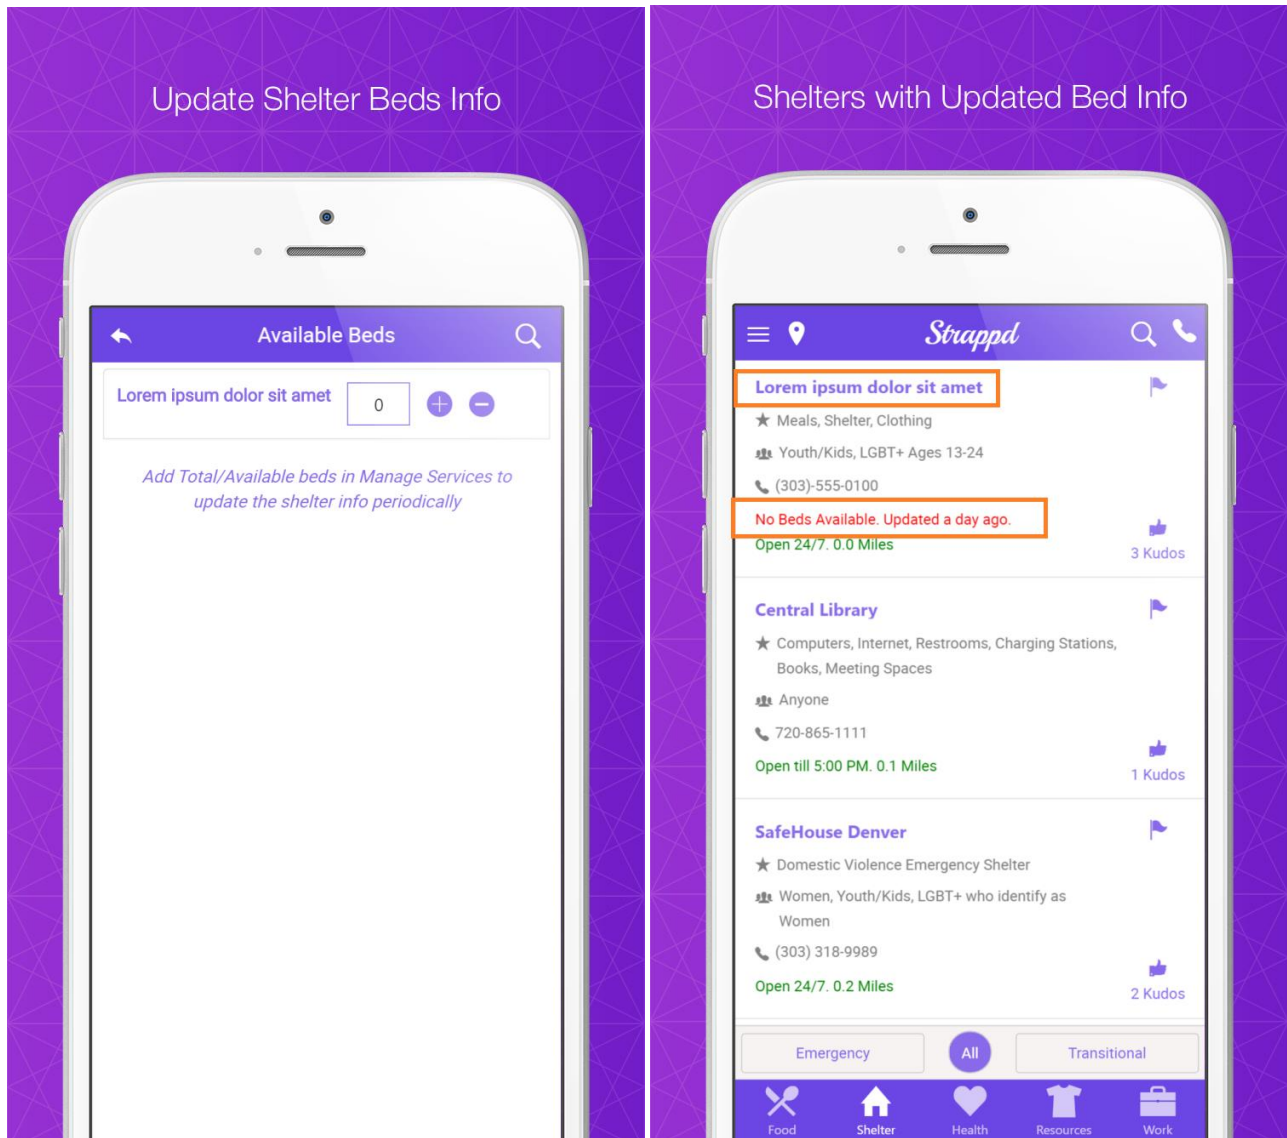 Update Shelter Beds Info
Available Beds
Lorem ipsum dolor sit amet
0
Add Total/Available beds in Manage Services to
update the shelter info periodically
Shelters with Updated Bed Info
Strappd
Lorem ipsum dolor sit amet
Meals, Shelter, Clothing
Youth/Kids, LGBT+ Ages 13-24
(303)-555-0100
No Beds Available. Updated a day ago.
Open 24/7. 0.0 Miles
3 Kudos
Central Library
Computers, Internet, Restrooms, Charging Stations,
Books, Meeting Spaces
Anyone
720-865-1111
Open till 5:00 PM. 0.1 Miles
1 Kudos
SafeHouse Denver
Domestic Violence Emergency Shelter
Women, Youth/Kids, LGBT+ who identify as
Women
(303) 318-9989
Open 24/7. 0.2 Miles
2 Kudos
Emergency
All
Transitional
Food
Shelter
Health
Resources
Work